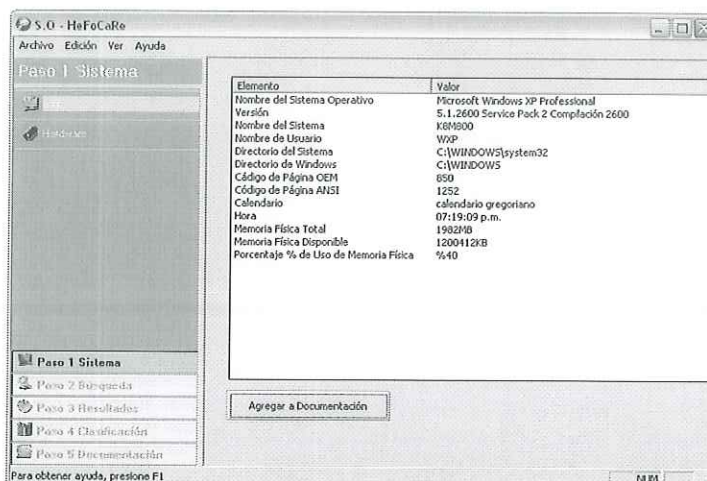 S.O - HeFoCaRe
Archivo Edición Ver Ayuda
Paso 1 Sistema
Hardware
Elemento Valor
Nombre del Sistema Operativo Microsoft Windows XP Professional
Versión 5.1.2600 Service Pack 2 Compilación 2600
Nombre del Sistema K8M800
Nombre de Usuario WXP
Directorio del Sistema C:\WINDOWS\system32
Directorio de Windows C:\WINDOWS
Código de Página OEM 850
Código de Página ANSI 1252
Calendario calendario gregoriano
Hora 07:19:09 p.m.
Memoria Física Total 1982MB
Memoria Física Disponible 1200412KB
Porcentaje % de Uso de Memoria Física %40
Paso 1 Sistema
Paso 2 Búsqueda
Paso 3 Resultados
Paso 4 Clasificación
Paso 5 Documentación
Agregar a Documentación
Para obtener ayuda, presione F1
NUM